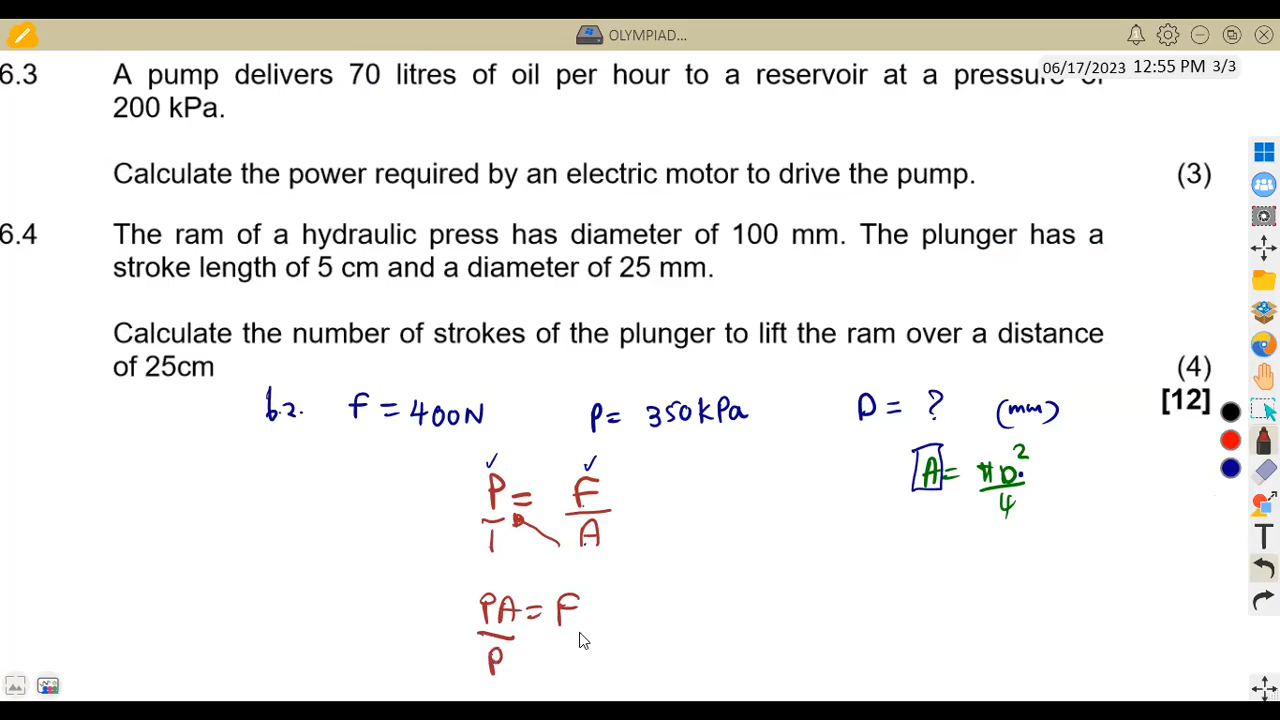 OLYMPIAD...
06/17/2023 12:55 PM 3/3
6.3 A pump delivers 70 litres of oil per hour to a reservoir at a pressure of
200 kPa.
Calculate the power required by an electric motor to drive the pump. (3)
6.4 The ram of a hydraulic press has diameter of 100 mm. The plunger has a
stroke length of 5 cm and a diameter of 25 mm.
Calculate the number of strokes of the plunger to lift the ram over a distance
of 25cm (4)
[12]
6.2. F = 400N P= 350kPa D = ? (mm)
A = πD²/4
P/1 = F/A
PA/P = F
T